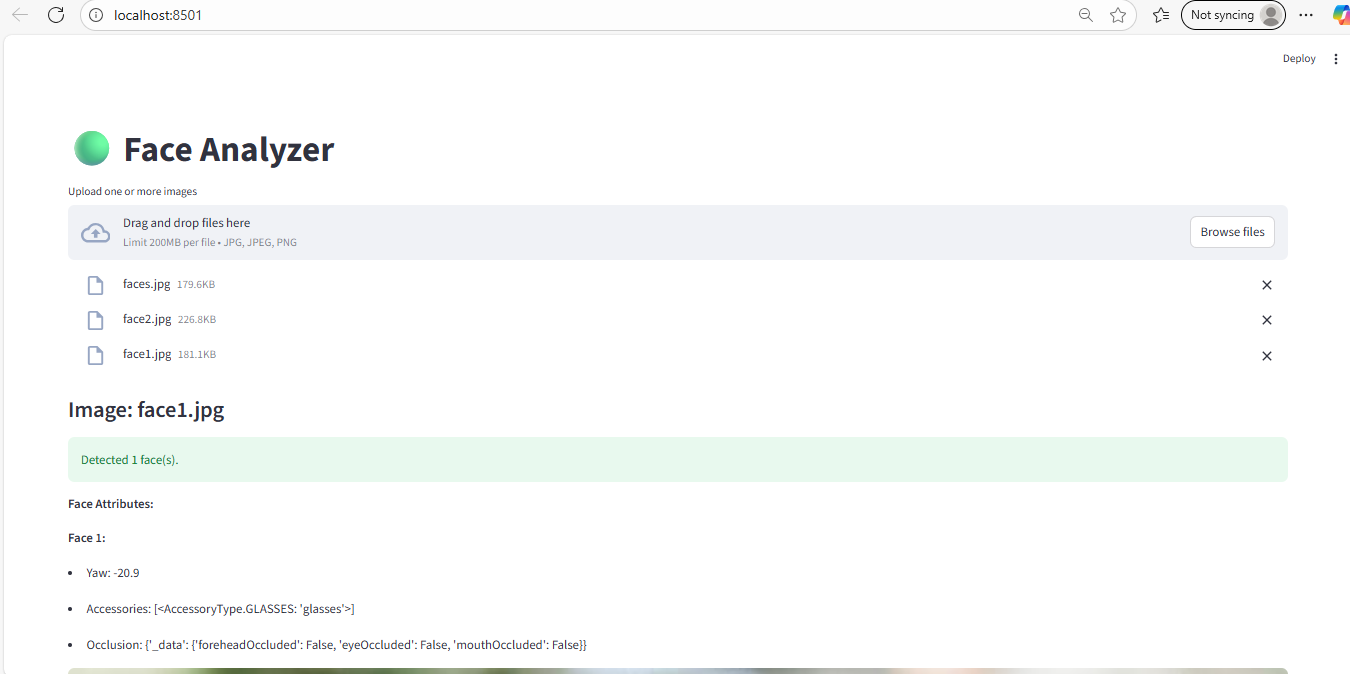 localhost:8501
Not syncing
Deploy
Face Analyzer
Upload one or more images
Drag and drop files here
Limit 200MB per file • JPG, JPEG, PNG
Browse files
faces.jpg 179.6KB
face2.jpg 226.8KB
face1.jpg 181.1KB
Image: face1.jpg
Detected 1 face(s).
Face Attributes:
Face 1:
• Yaw: -20.9
• Accessories: [<AccessoryType.GLASSES: 'glasses'>]
• Occlusion: {'_data': {'foreheadOccluded': False, 'eyeOccluded': False, 'mouthOccluded': False}}